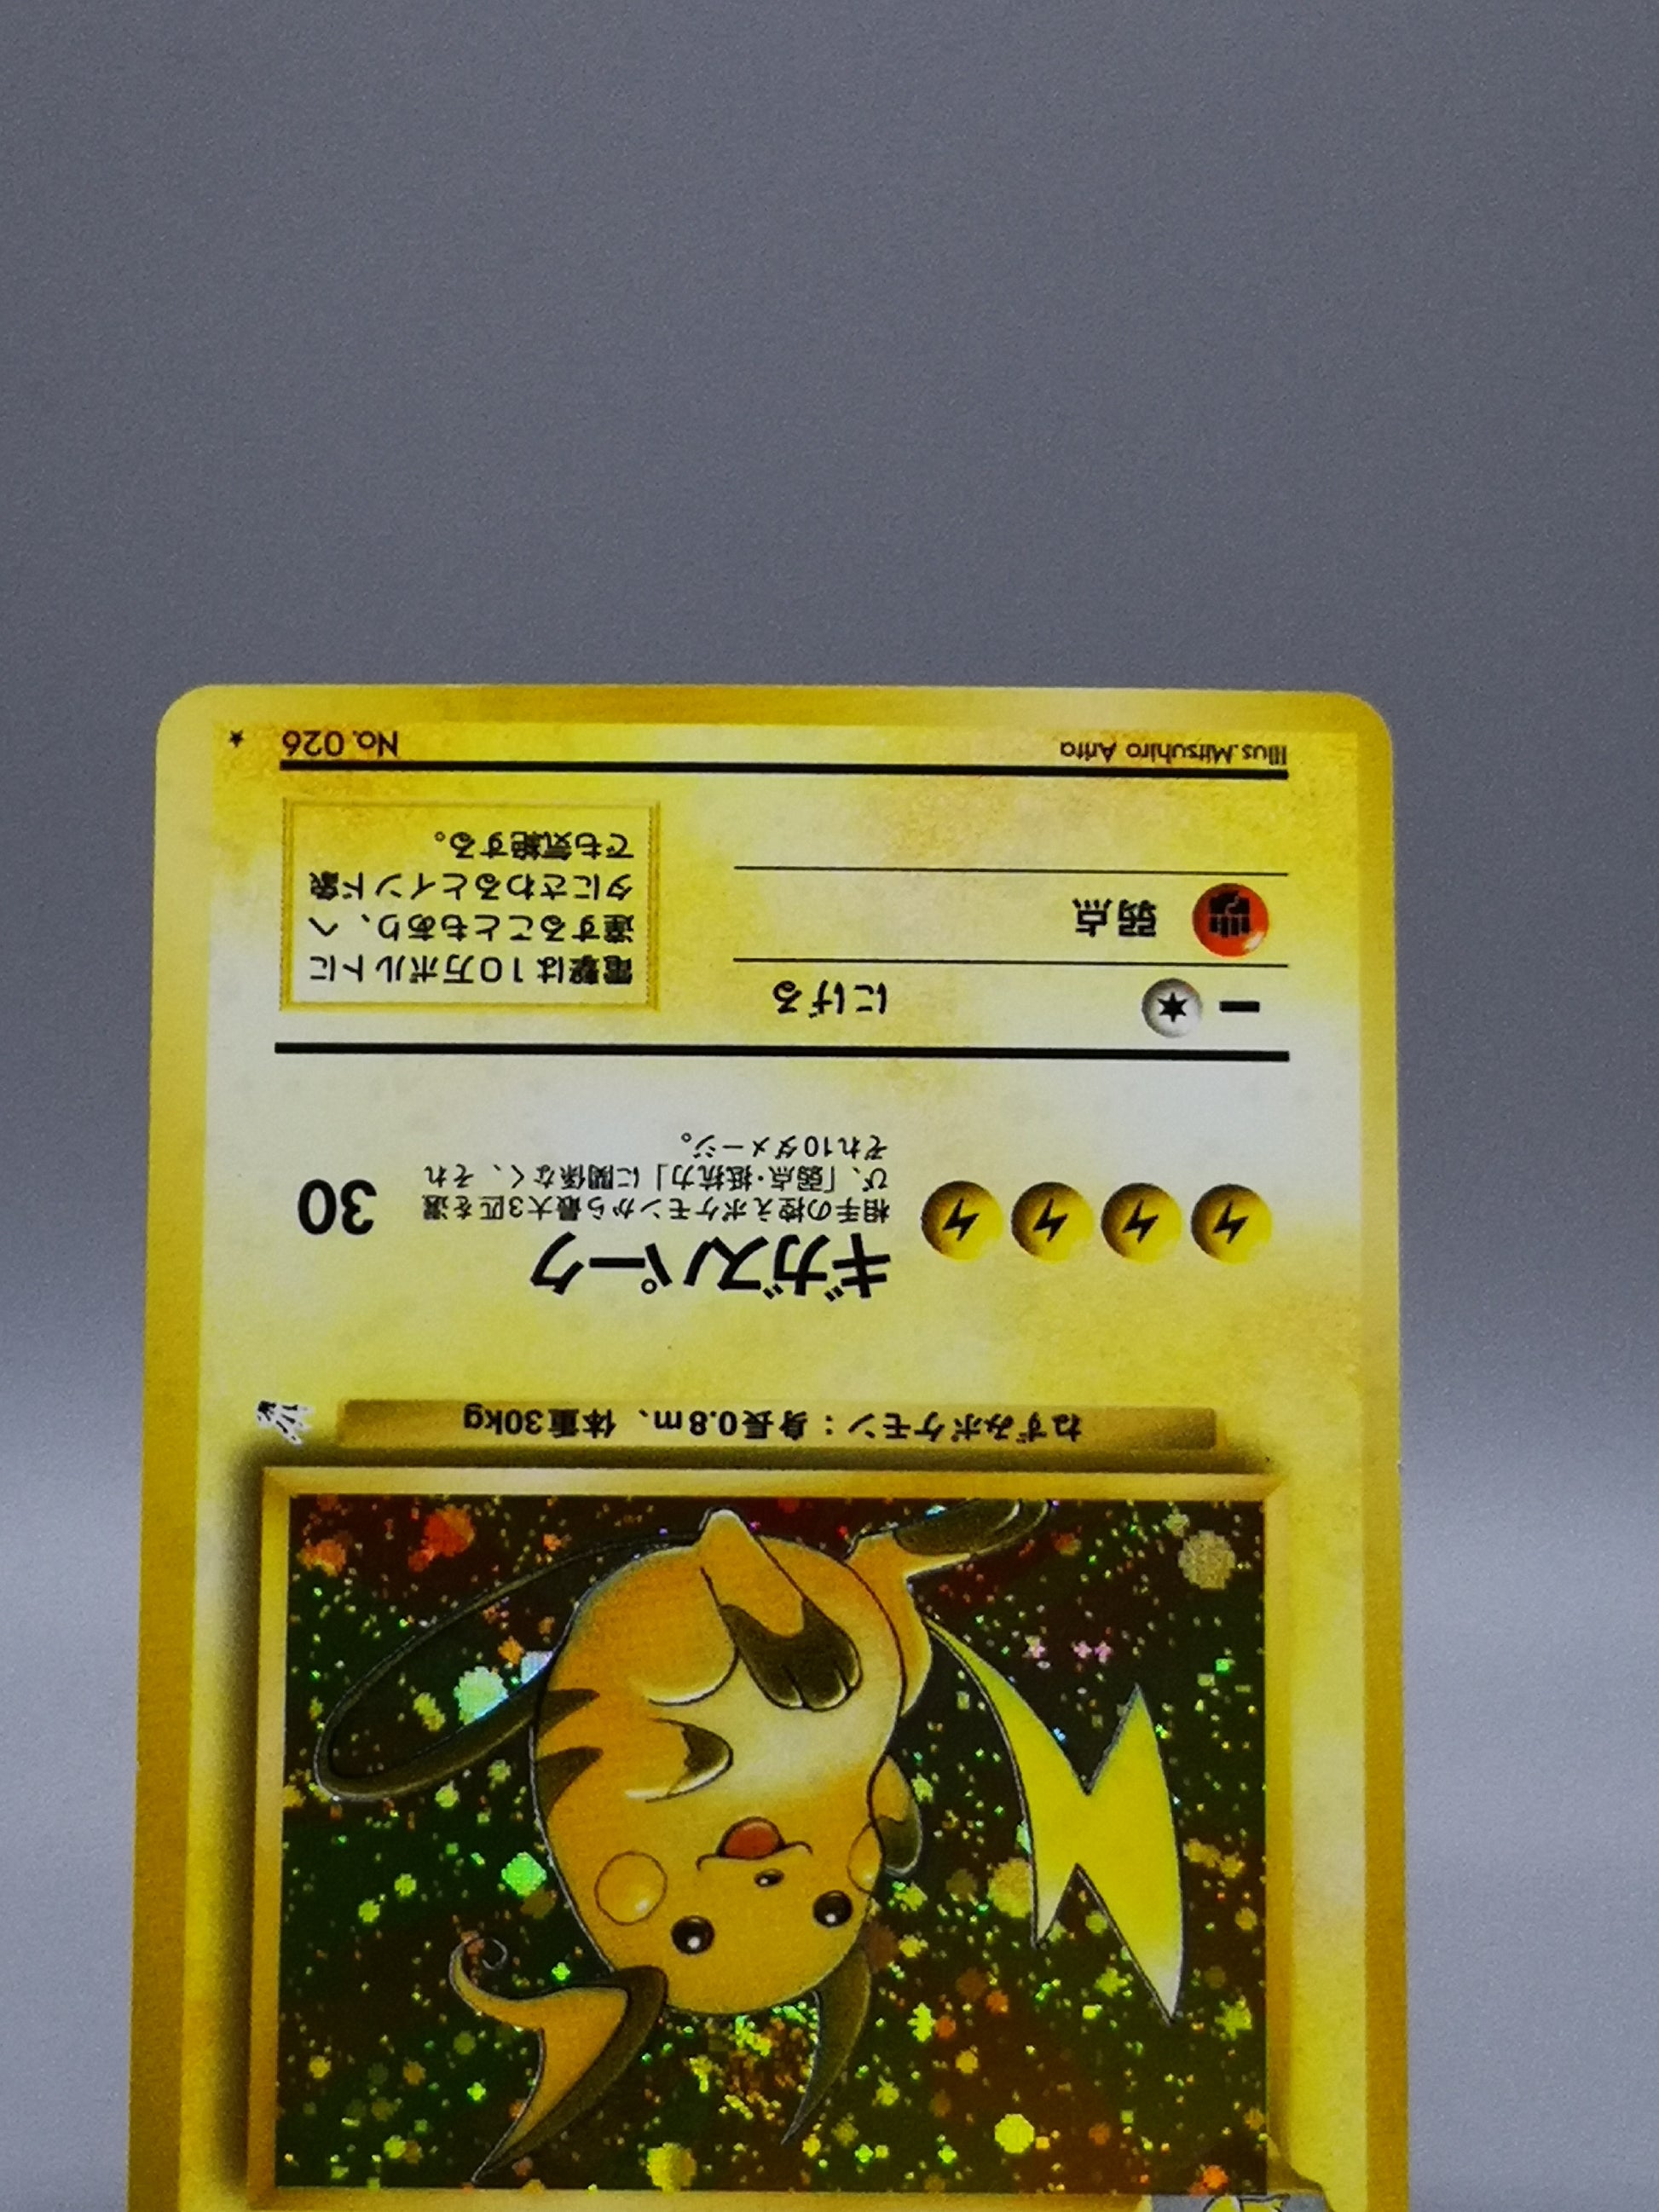 ねずみポケモン：身長0.8m、体重30kg
ギガスパーク
相手の控えポケモンから最大3匹を選
び、「弱点・抵抗力」に関係なく、それ
ぞれ10ダメージ。
30
にげる
弱点
電撃は10万ボルトに
達することもあり、ヘ
タにさわるとインド象
でも気絶する。
Illus.Mitsuhiro Arita
No. 026 ★